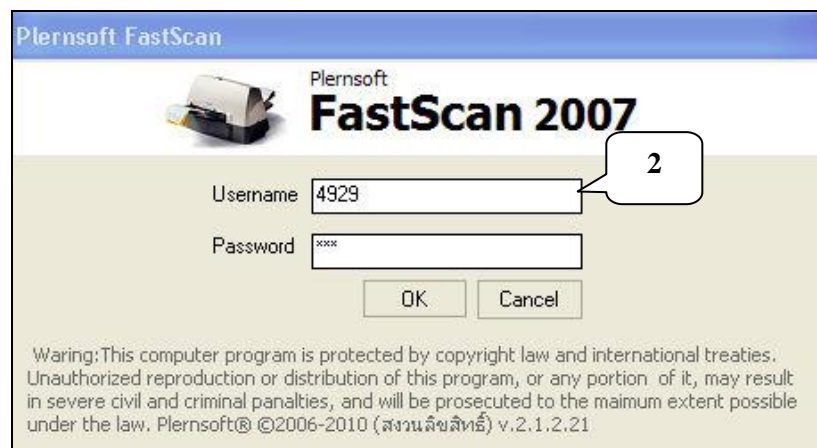 Plernsoft FastScan
Plernsoft
FastScan 2007
2
Username 4929
Password ***
OK Cancel
Waring:This computer program is protected by copyright law and international treaties.
Unauthorized reproduction or distribution of this program, or any portion of it, may result
in severe civil and criminal panalties, and will be prosecuted to the maimum extent possible
under the law. Plernsoft® ©2006-2010 (สงวนลิขสิทธิ์) v.2.1.2.21